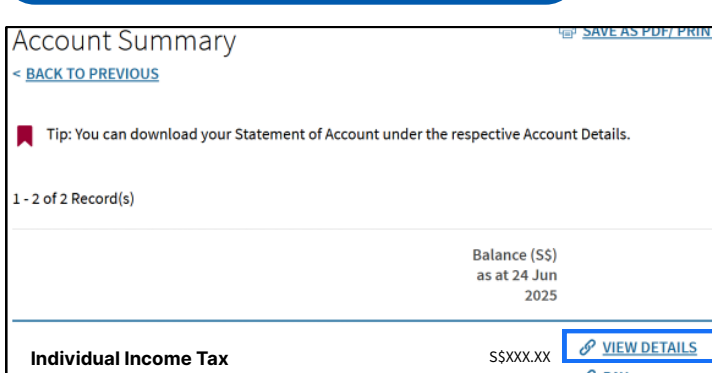 Account Summary
SAVE AS PDF/ PRIN
< BACK TO PREVIOUS
Tip: You can download your Statement of Account under the respective Account Details.
1 - 2 of 2 Record(s)
Balance (S$)
as at 24 Jun
2025
Individual Income Tax
S$XXX.XX
VIEW DETAILS